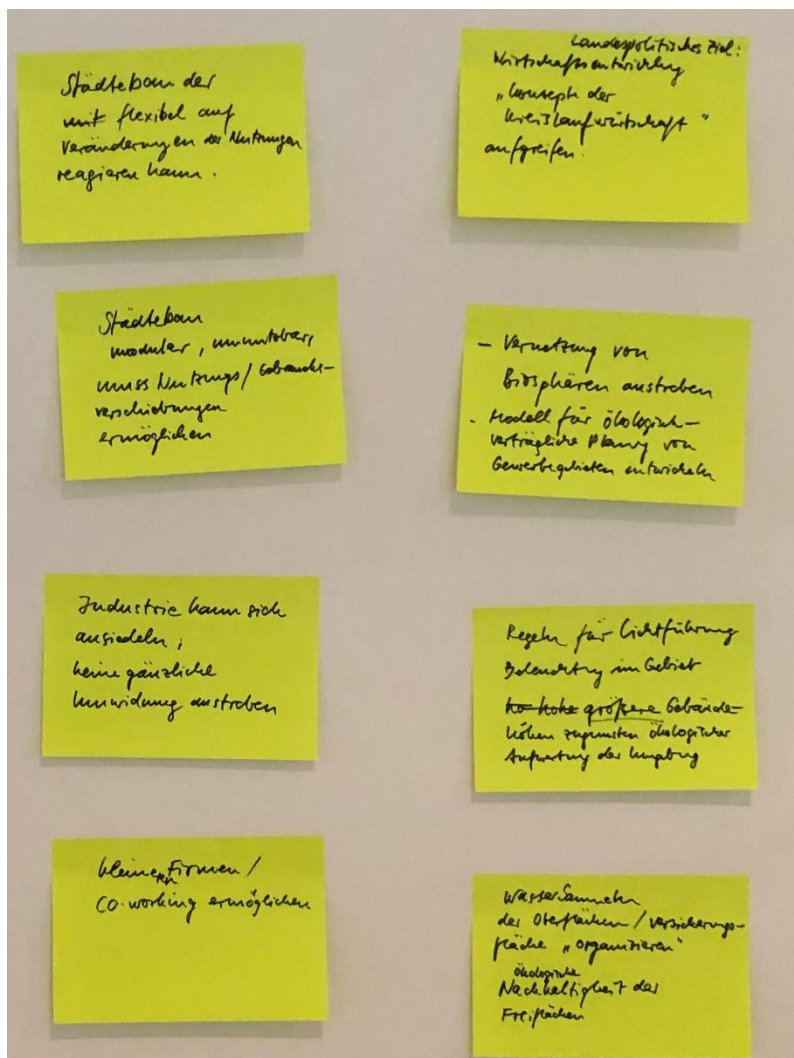 Städtebau der
mit flexibel auf
Veränderungen der Nutzungen
reagieren kann.
Städtebau
modular, umnutzbar,
muss Nutzungs/Gebrauchs-
verschiebungen
ermöglichen
Industrie kann sich
ansiedeln;
keine gänzliche
Umwidmung anstreben
kleineren Firmen/
CO-working ermöglichen
Landespolitisches Ziel:
Wirtschaftsentwicklung
„Konzepte der
Kreislaufwirtschaft"
aufgreifen.
- Vernetzung von
Biosphären anstreben
- Modell für ökologisch-
verträgliche Planung von
Gewerbegebieten entwickeln
Regeln für Lichtführung
Beleuchtung im Gebiet
ho hohe größere Gebäude-
höhen zugunsten ökologischer
Aufwertung der Umgebung
Wasser Sammeln
der Oberflächen/Versickerungs-
fläche „organisieren"
ökologische
Nachhaltigkeit der
Freiflächen